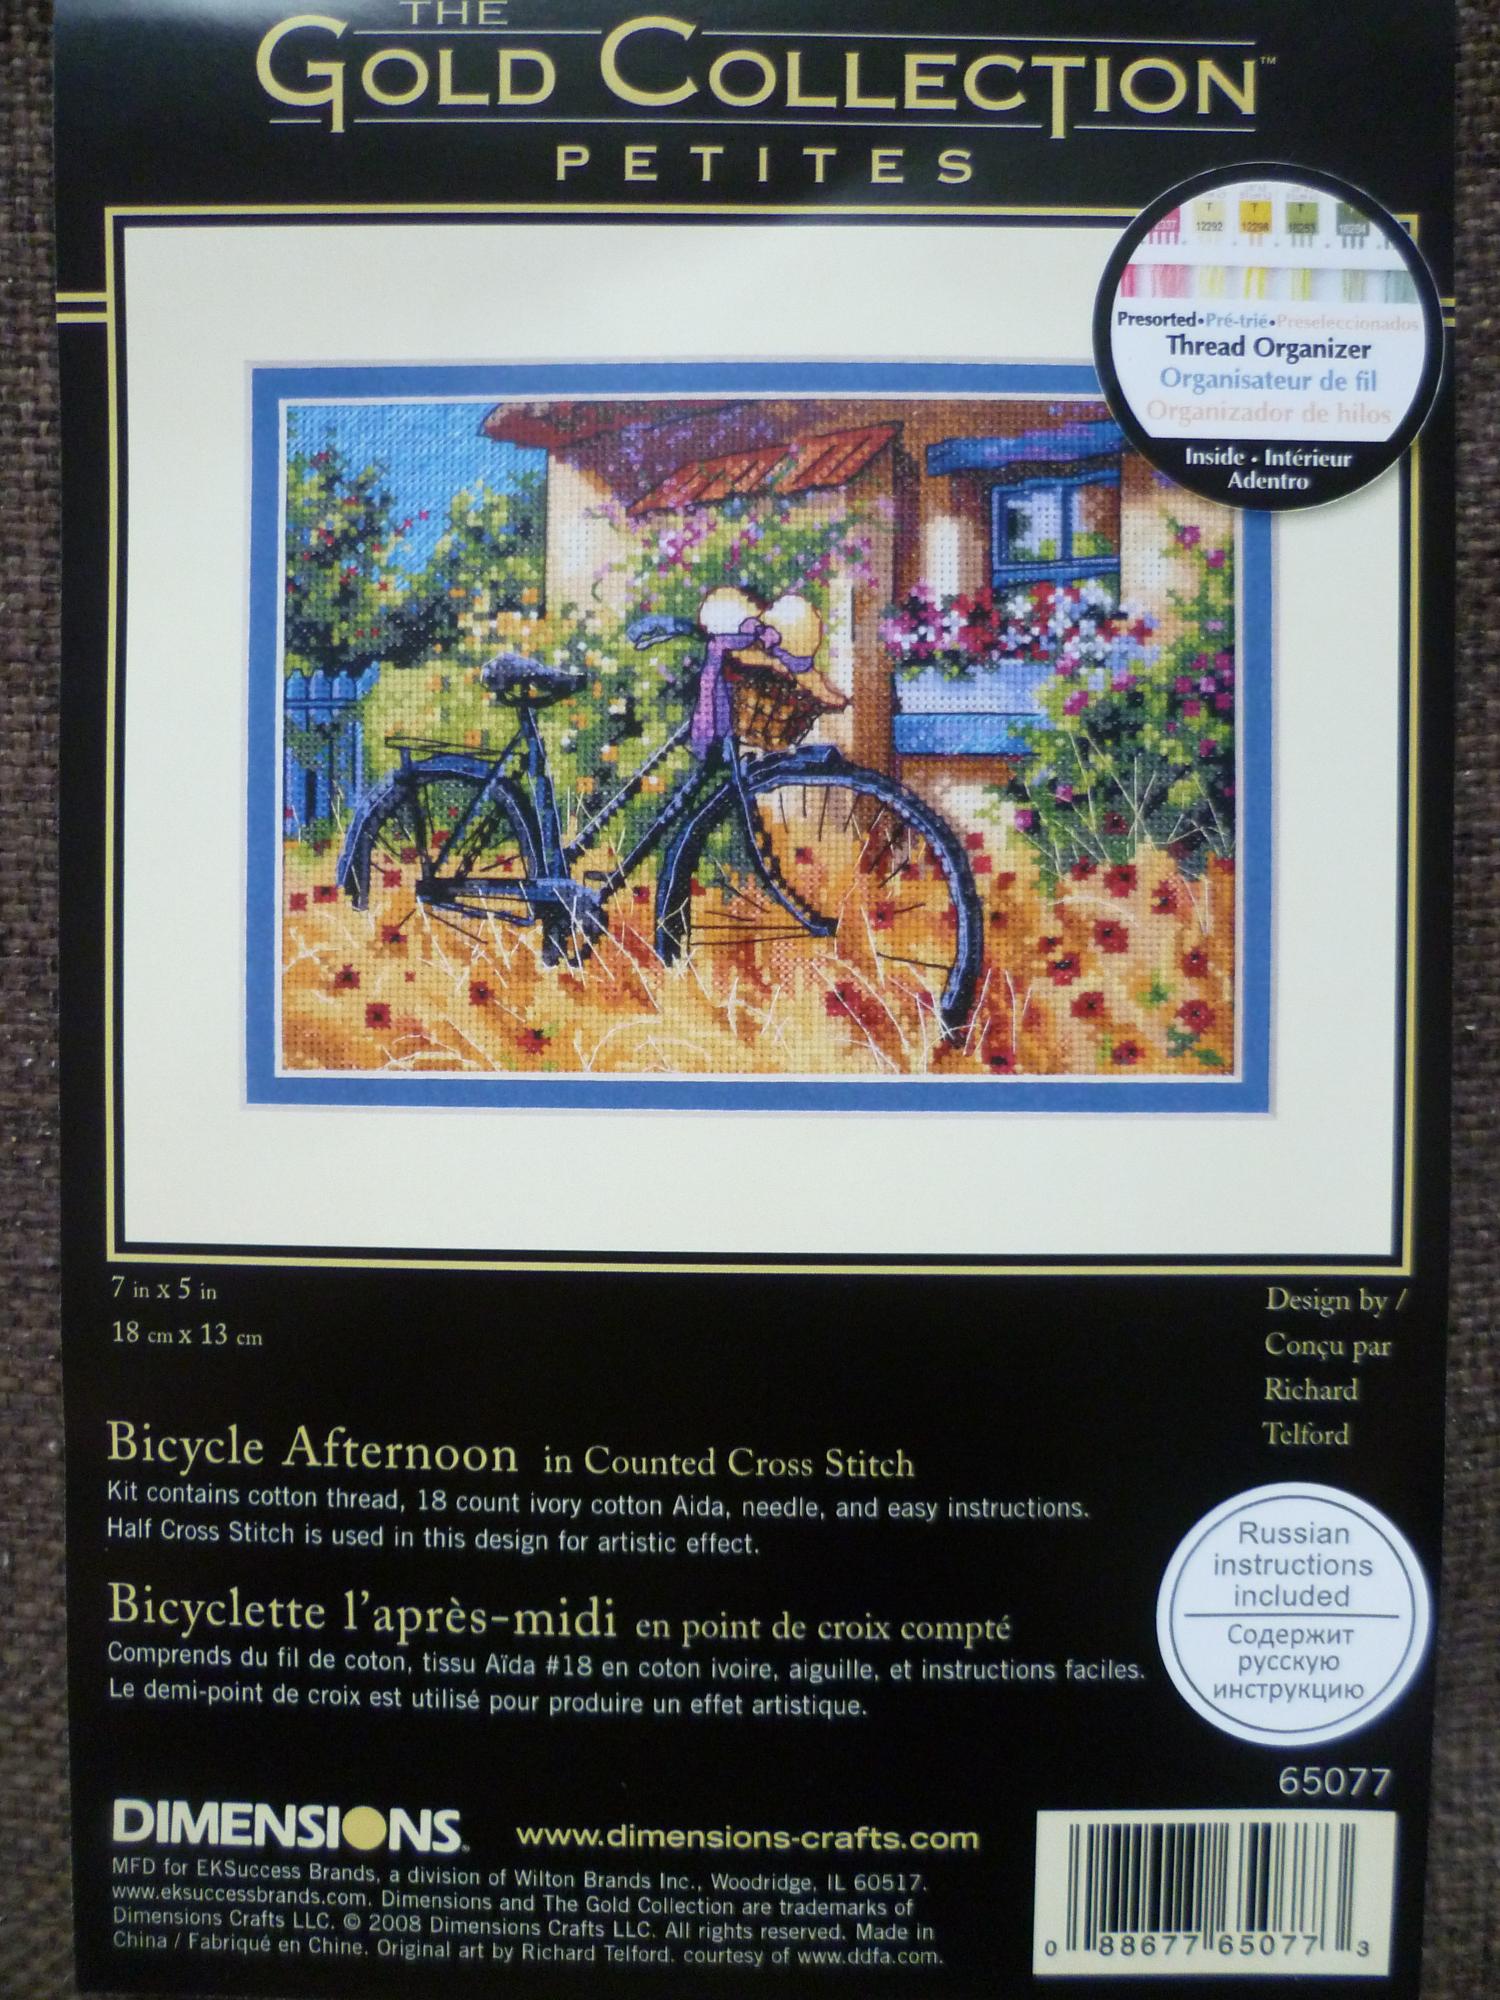 THE
GOLD COLLECTION™
PETITES
T T T
12292 12298 16253
Presorted•Pré-trié•Preseleccionados
Thread Organizer
Organisateur de fil
Organizador de hilos
Inside • Intérieur
Adentro
7 in x 5 in
18 cm x 13 cm
Design by /
Conçu par
Richard
Telford
Bicycle Afternoon in Counted Cross Stitch
Kit contains cotton thread, 18 count ivory cotton Aida, needle, and easy instructions.
Half Cross Stitch is used in this design for artistic effect.
Bicyclette l'après-midi en point de croix compté
Comprends du fil de coton, tissu Aïda #18 en coton ivoire, aiguille, et instructions faciles.
Le demi-point de croix est utilisé pour produire un effet artistique.
Russian
instructions
included
Содержит
русскую
инструкцию
65077
DIMENSIONS www.dimensions-crafts.com
MFD for EKSuccess Brands, a division of Wilton Brands Inc., Woodridge, IL 60517.
www.eksuccessbrands.com. Dimensions and The Gold Collection are trademarks of
Dimensions Crafts LLC. © 2008 Dimensions Crafts LLC. All rights reserved. Made in
China / Fabriqué en Chine. Original art by Richard Telford. courtesy of www.ddfa.com.
0 88677 65077 3